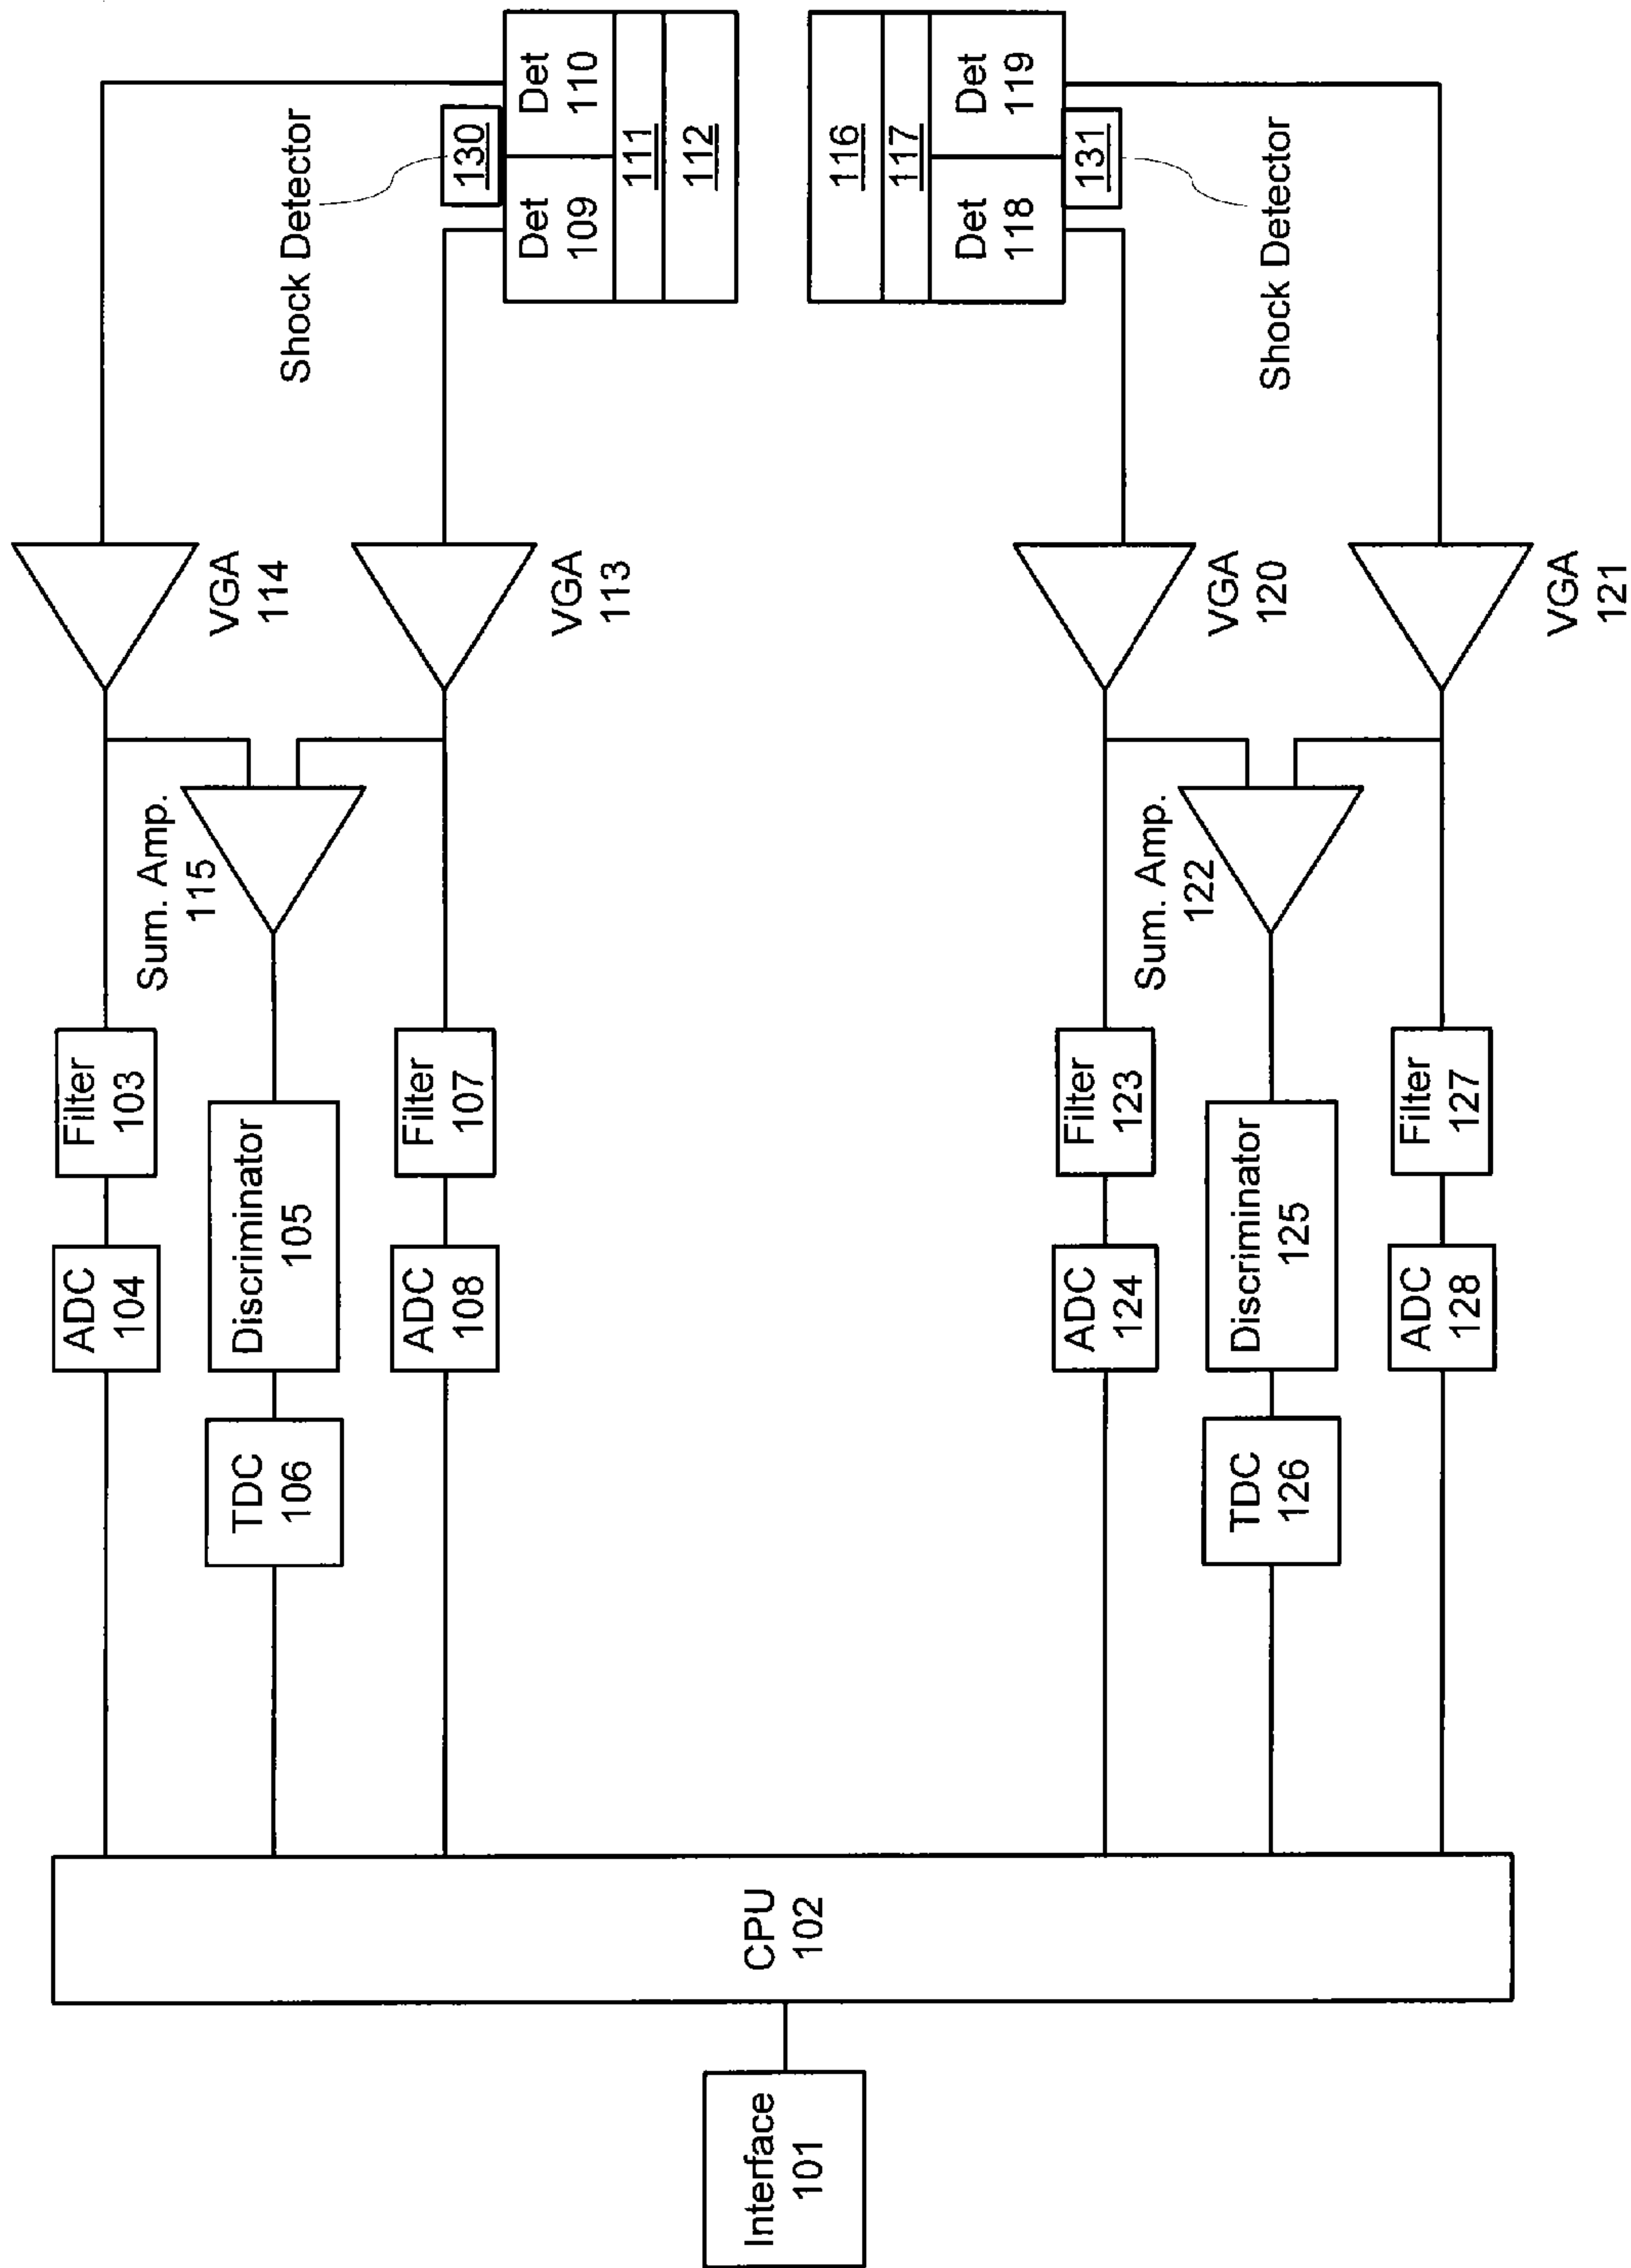 Interface
101
CPU
102
ADC
104
Filter
103
TDC
106
Discriminator
105
Sum. Amp.
115
ADC
108
Filter
107
VGA
114
VGA
113
Shock Detector
130
Det
109
Det
110
111
112
116
117
Det
118
Det
119
131
Shock Detector
VGA
120
VGA
121
Sum. Amp.
122
ADC
124
Filter
123
TDC
126
Discriminator
125
ADC
128
Filter
127